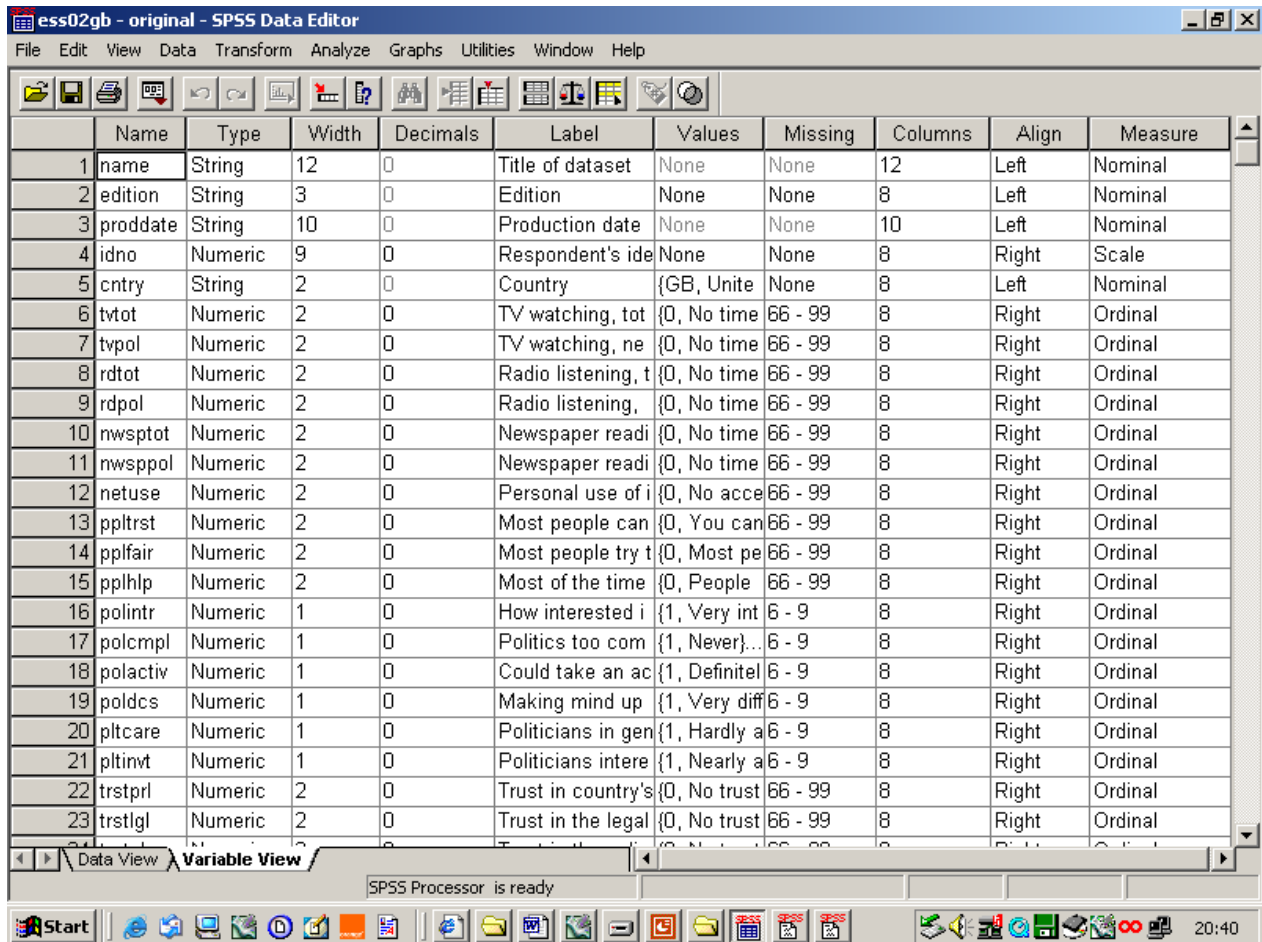 ess02gb - original - SPSS Data Editor
File Edit View Data Transform Analyze Graphs Utilities Window Help
Name Type Width Decimals Label Values Missing Columns Align Measure
1 name String 12 0 Title of dataset None None 12 Left Nominal
2 edition String 3 0 Edition None None 8 Left Nominal
3 proddate String 10 0 Production date None None 10 Left Nominal
4 idno Numeric 9 0 Respondent's ide None None 8 Right Scale
5 cntry String 2 0 Country {GB, Unite None 8 Left Nominal
6 tvtot Numeric 2 0 TV watching, tot {0, No time 66 - 99 8 Right Ordinal
7 tvpol Numeric 2 0 TV watching, ne {0, No time 66 - 99 8 Right Ordinal
8 rdtot Numeric 2 0 Radio listening, t {0, No time 66 - 99 8 Right Ordinal
9 rdpol Numeric 2 0 Radio listening, {0, No time 66 - 99 8 Right Ordinal
10 nwsptot Numeric 2 0 Newspaper readi {0, No time 66 - 99 8 Right Ordinal
11 nwsppol Numeric 2 0 Newspaper readi {0, No time 66 - 99 8 Right Ordinal
12 netuse Numeric 2 0 Personal use of i {0, No acce 66 - 99 8 Right Ordinal
13 ppltrst Numeric 2 0 Most people can {0, You can 66 - 99 8 Right Ordinal
14 pplfair Numeric 2 0 Most people try t {0, Most pe 66 - 99 8 Right Ordinal
15 pplhlp Numeric 2 0 Most of the time {0, People 66 - 99 8 Right Ordinal
16 polintr Numeric 1 0 How interested i {1, Very int 6 - 9 8 Right Ordinal
17 polcmpl Numeric 1 0 Politics too com {1, Never}... 6 - 9 8 Right Ordinal
18 polactiv Numeric 1 0 Could take an ac {1, Definitel 6 - 9 8 Right Ordinal
19 poldcs Numeric 1 0 Making mind up {1, Very diff 6 - 9 8 Right Ordinal
20 pltcare Numeric 1 0 Politicians in gen {1, Hardly a 6 - 9 8 Right Ordinal
21 pltinvt Numeric 1 0 Politicians intere {1, Nearly a 6 - 9 8 Right Ordinal
22 trstprl Numeric 2 0 Trust in country's {0, No trust 66 - 99 8 Right Ordinal
23 trstlgl Numeric 2 0 Trust in the legal {0, No trust 66 - 99 8 Right Ordinal
Data View Variable View
SPSS Processor is ready
Start 20:40